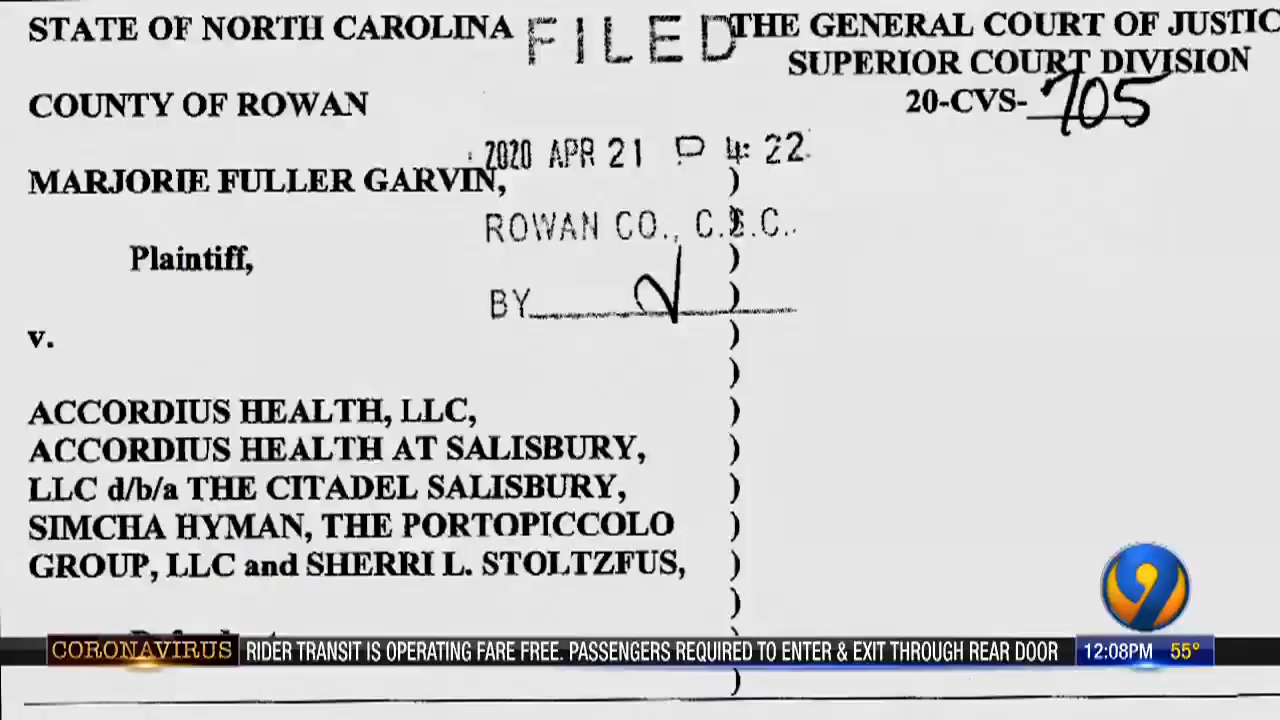 STATE OF NORTH CAROLINA
FILED
THE GENERAL COURT OF JUSTIC
SUPERIOR COURT DIVISION
COUNTY OF ROWAN
20-CVS- 705
2020 APR 21 P 4: 22
MARJORIE FULLER GARVIN,
)
ROWAN CO., C.S.C.
Plaintiff,
)
BY
)
v.
)
)
ACCORDIUS HEALTH, LLC, )
ACCORDIUS HEALTH AT SALISBURY, )
LLC d/b/a THE CITADEL SALISBURY, )
SIMCHA HYMAN, THE PORTOPICCOLO )
GROUP, LLC and SHERRI L. STOLTZFUS, )
)
9
CORONAVIRUS RIDER TRANSIT IS OPERATING FARE FREE. PASSENGERS REQUIRED TO ENTER & EXIT THROUGH REAR DOOR 12:08PM 55°
)